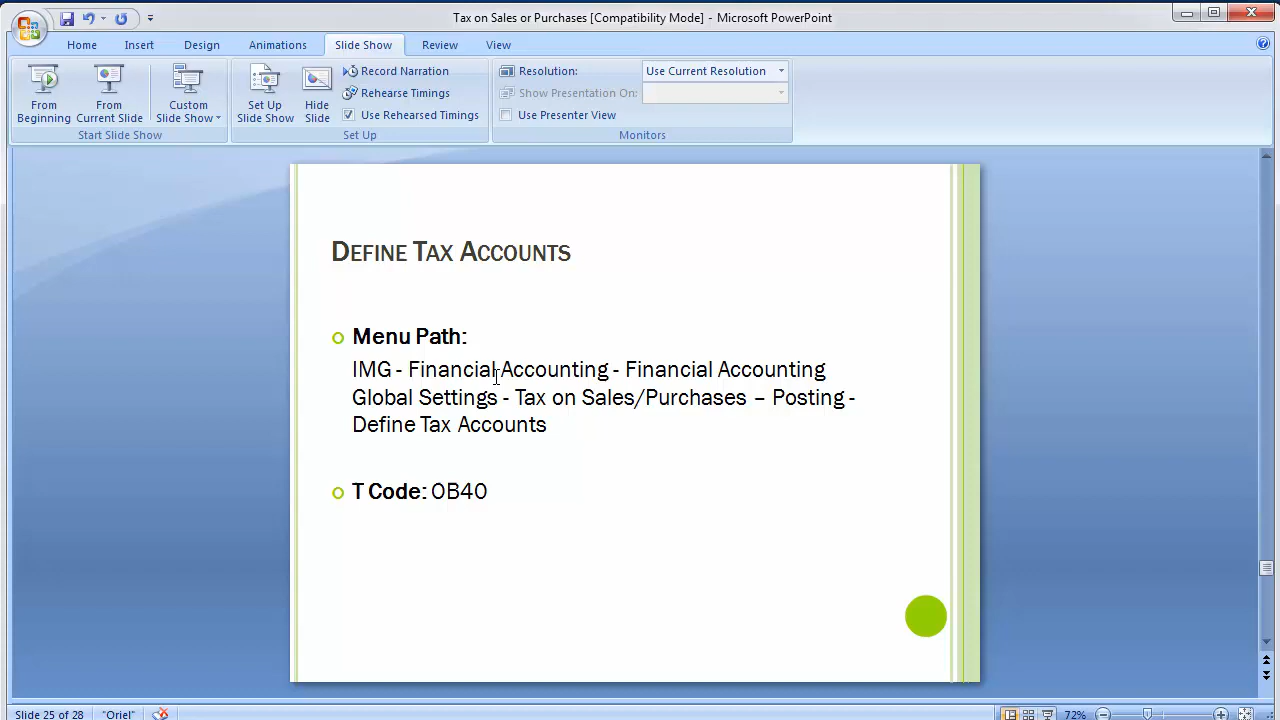 Tax on Sales or Purchases [Compatibility Mode] - Microsoft PowerPoint
Home Insert Design Animations Slide Show Review View
From Beginning
From Current Slide
Custom Slide Show
Start Slide Show
Set Up Slide Show
Hide Slide
Record Narration
Rehearse Timings
Use Rehearsed Timings
Set Up
Resolution: Use Current Resolution
Show Presentation On:
Use Presenter View
Monitors
DEFINE TAX ACCOUNTS
Menu Path:
IMG - Financial Accounting - Financial Accounting
Global Settings - Tax on Sales/Purchases – Posting -
Define Tax Accounts
T Code: OB40
Slide 25 of 28 "Oriel" 72%